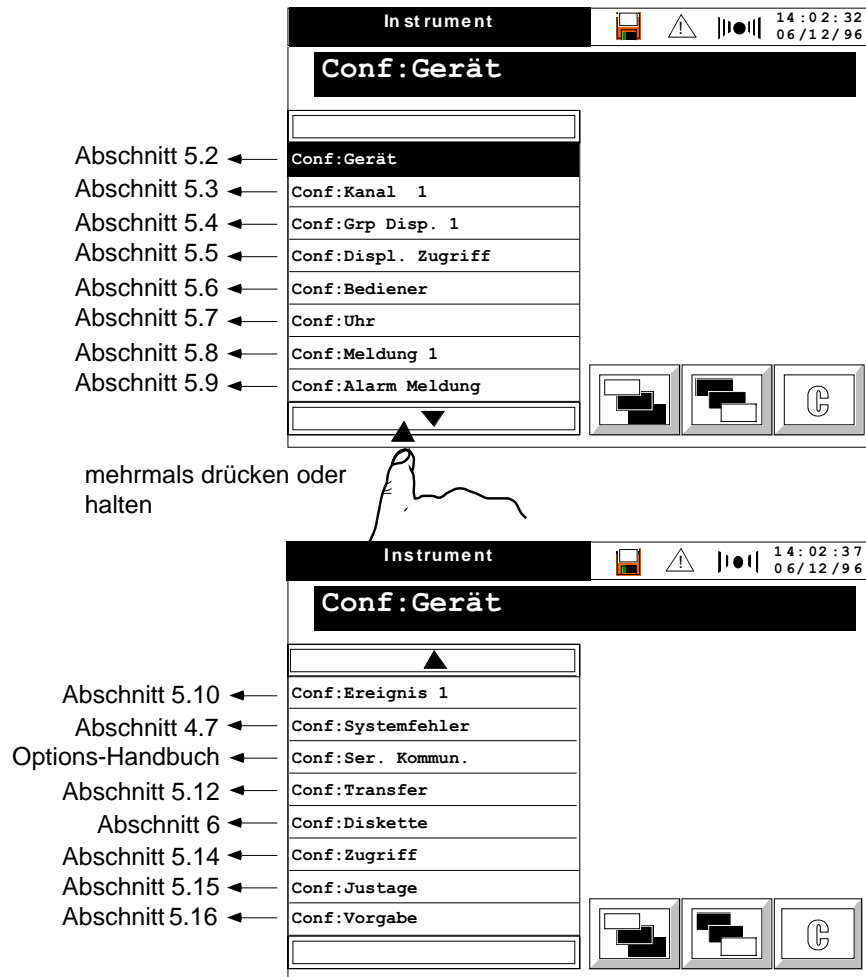 Instrument
14:02:32
06/12/96
Conf:Gerät
Abschnitt 5.2 Conf:Gerät
Abschnitt 5.3 Conf:Kanal 1
Abschnitt 5.4 Conf:Grp Disp. 1
Abschnitt 5.5 Conf:Displ. Zugriff
Abschnitt 5.6 Conf:Bediener
Abschnitt 5.7 Conf:Uhr
Abschnitt 5.8 Conf:Meldung 1
Abschnitt 5.9 Conf:Alarm Meldung
C
mehrmals drücken oder
halten
Instrument
14:02:37
06/12/96
Conf:Gerät
Abschnitt 5.10 Conf:Ereignis 1
Abschnitt 4.7 Conf:Systemfehler
Options-Handbuch Conf:Ser. Kommun.
Abschnitt 5.12 Conf:Transfer
Abschnitt 6 Conf:Diskette
Abschnitt 5.14 Conf:Zugriff
Abschnitt 5.15 Conf:Justage
Abschnitt 5.16 Conf:Vorgabe
C